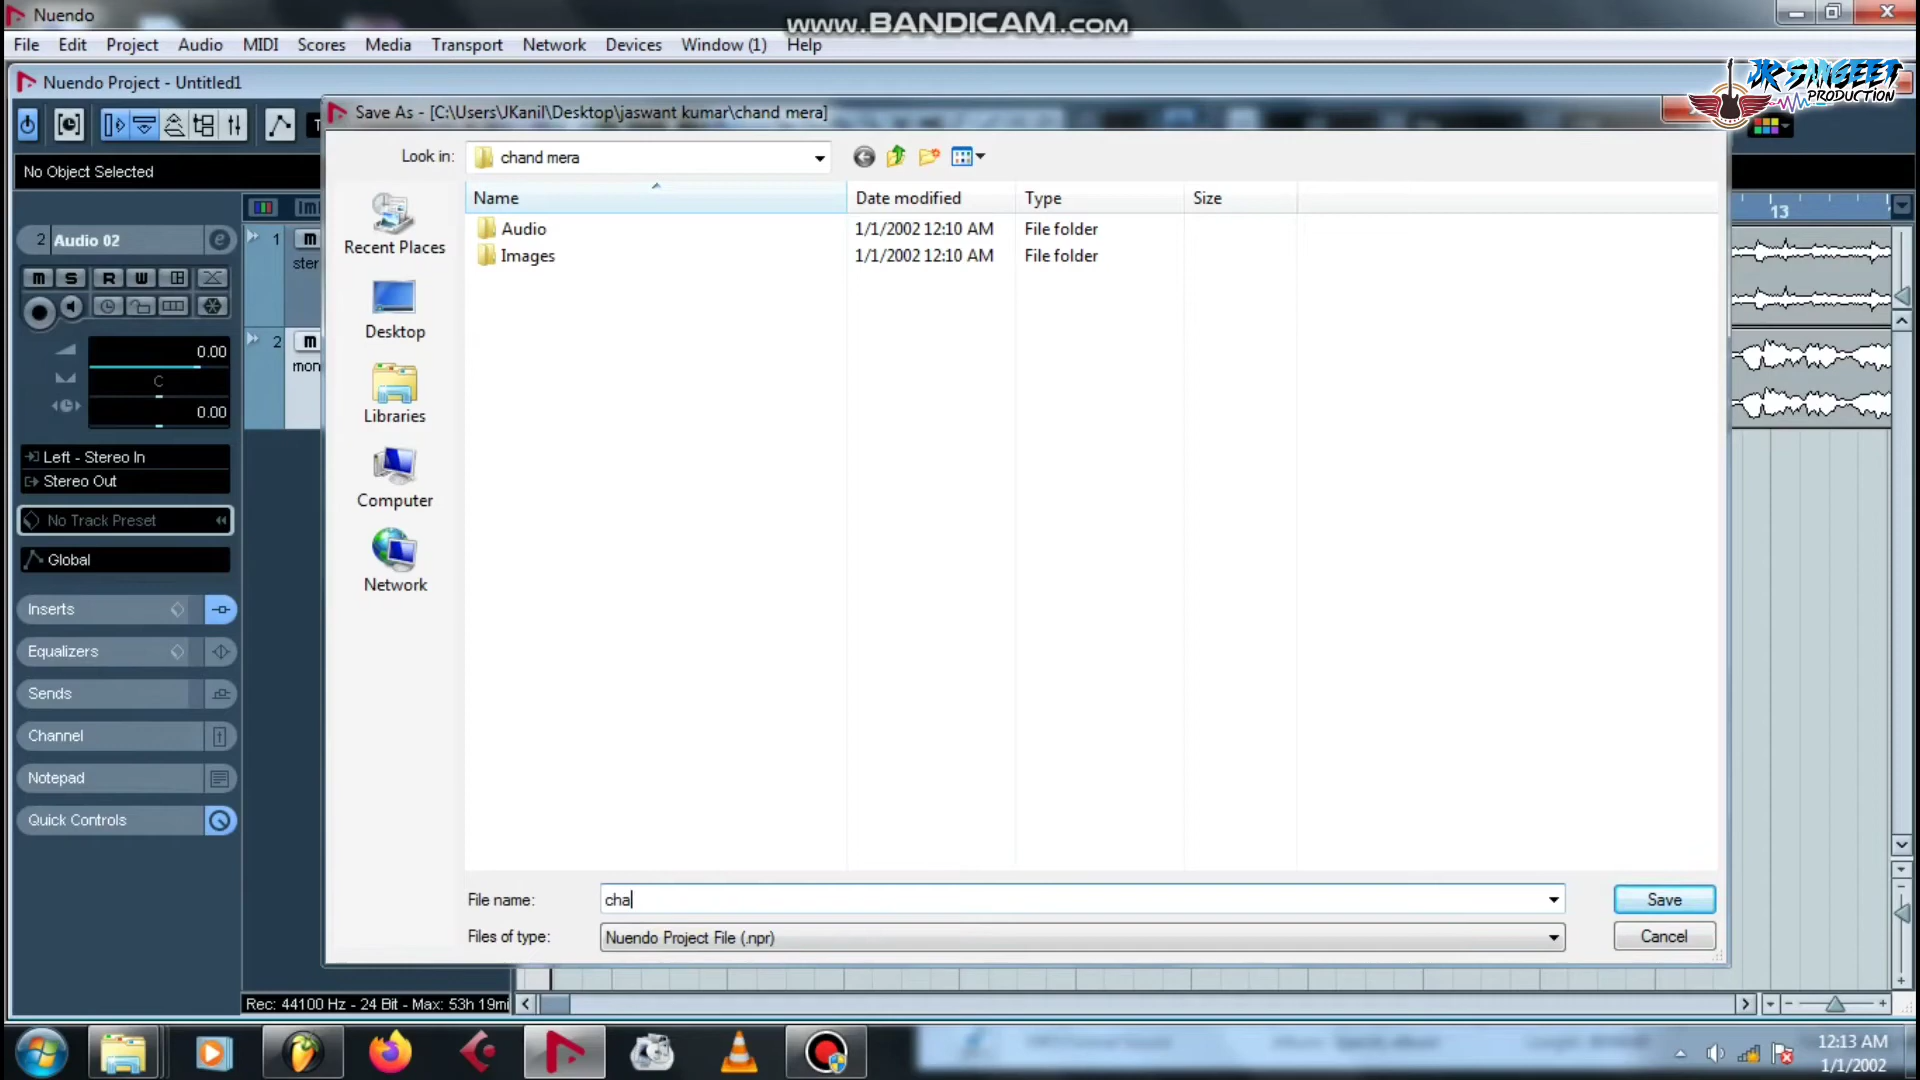 Nuendo
www.BANDICAM.com
File Edit Project Audio MIDI Scores Media Transport Network Devices Window (1) Help
Nuendo Project - Untitled1
JK SANGEET
PRODUCTION
Save As - [C:\Users\JKanil\Desktop\jaswant kumar\chand mera]
Look in: chand mera
No Object Selected
Name Date modified Type Size
13
Audio 1/1/2002 12:10 AM File folder
Images 1/1/2002 12:10 AM File folder
2 Audio 02
1 m
ster
m S R W
2 m
mon
0.00
C
0.00
Left - Stereo In
Stereo Out
No Track Preset
Global
Inserts
Equalizers
Sends
Channel
Notepad
Quick Controls
Recent Places
Desktop
Libraries
Computer
Network
File name: cha Save
Files of type: Nuendo Project File (.npr) Cancel
Rec: 44100 Hz - 24 Bit - Max: 53h 19mi
12:13 AM
1/1/2002